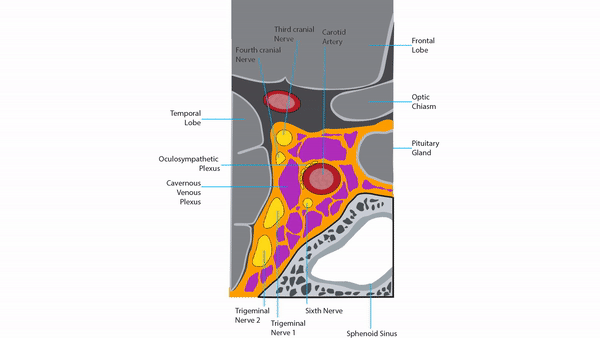 Third cranial
Nerve
Carotid
Artery
Fourth cranial
Nerve
Frontal
Lobe
Optic
Chiasm
Temporal
Lobe
Pituitary
Gland
Oculosympathetic
Plexus
Cavernous
Venous
Plexus
Trigeminal
Nerve 2
Trigeminal
Nerve 1
Sixth Nerve
Sphenoid Sinus